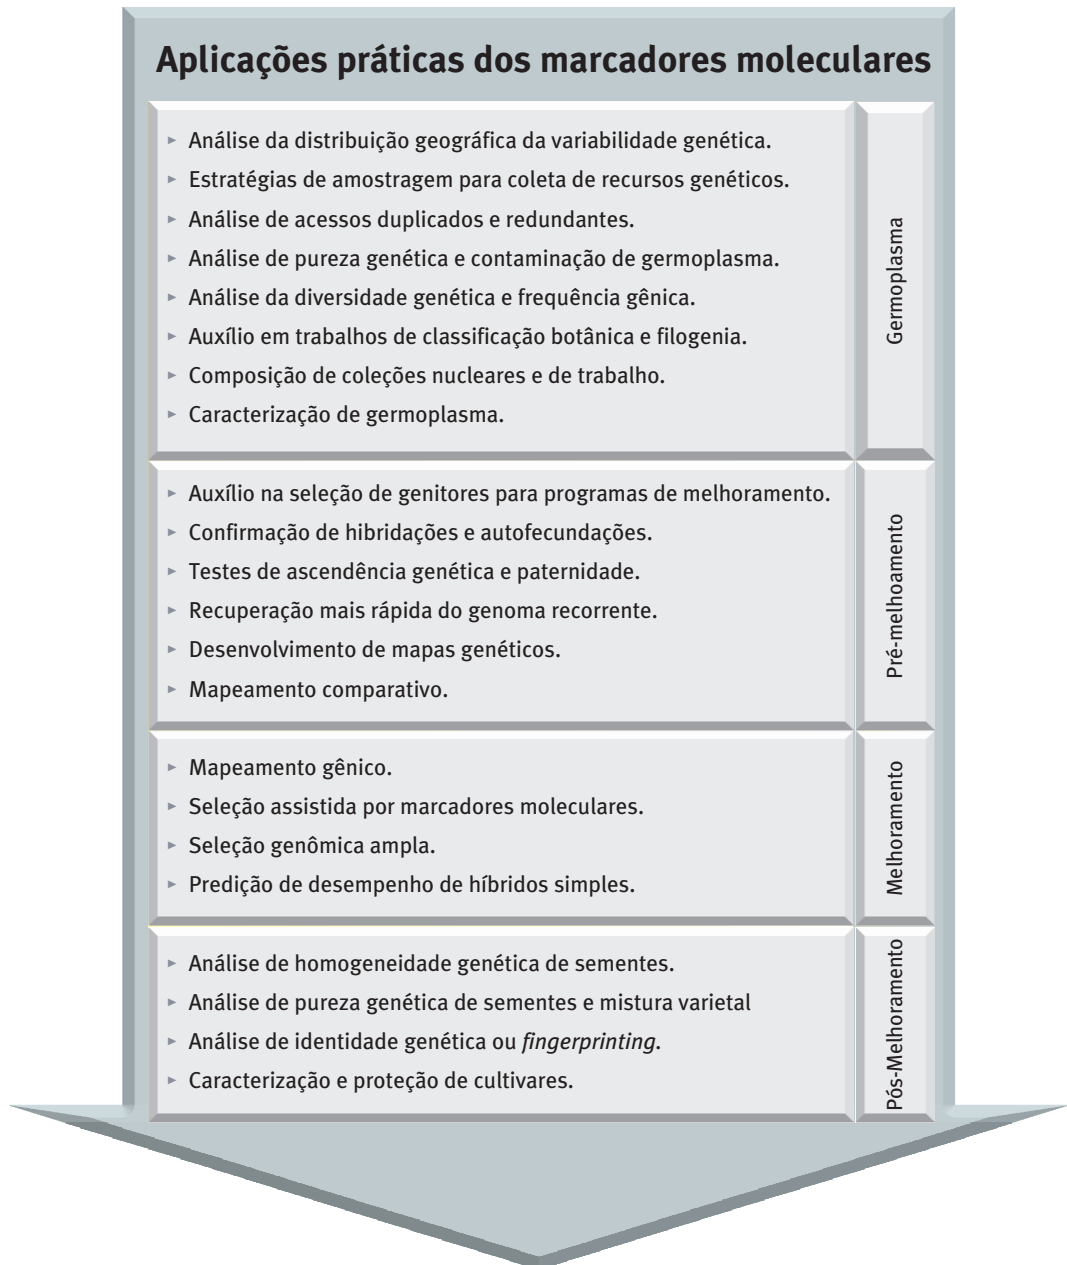 Aplicações práticas dos marcadores moleculares
► Análise da distribuição geográfica da variabilidade genética.
► Estratégias de amostragem para coleta de recursos genéticos.
► Análise de acessos duplicados e redundantes.
► Análise de pureza genética e contaminação de germoplasma.
► Análise da diversidade genética e frequência gênica.
► Auxílio em trabalhos de classificação botânica e filogenia.
► Composição de coleções nucleares e de trabalho.
► Caracterização de germoplasma.
Germoplasma
► Auxílio na seleção de genitores para programas de melhoramento.
► Confirmação de hibridações e autofecundações.
► Testes de ascendência genética e paternidade.
► Recuperação mais rápida do genoma recorrente.
► Desenvolvimento de mapas genéticos.
► Mapeamento comparativo.
Pré-melhoamento
► Mapeamento gênico.
► Seleção assistida por marcadores moleculares.
► Seleção genômica ampla.
► Predição de desempenho de híbridos simples.
Melhoramento
► Análise de homogeneidade genética de sementes.
► Análise de pureza genética de sementes e mistura varietal
► Análise de identidade genética ou fingerprinting.
► Caracterização e proteção de cultivares.
Pós-Melhoramento